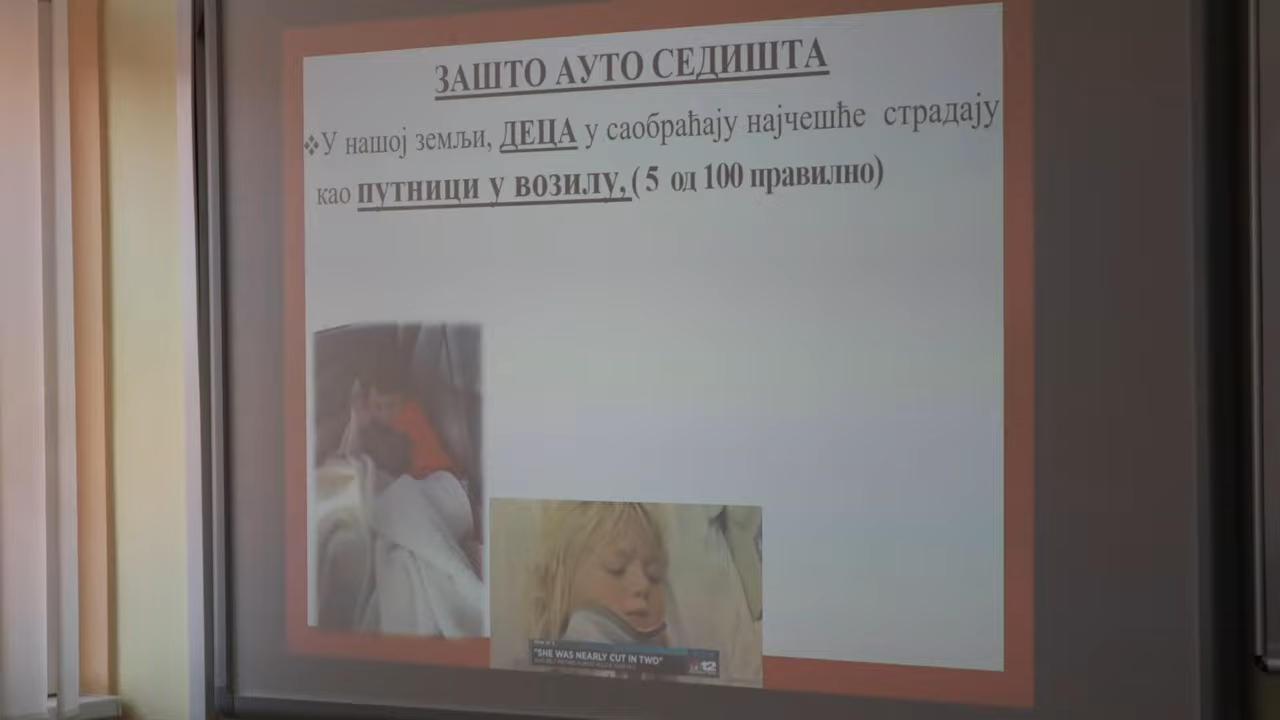 ЗАШТО АУТО СЕДИШТА
❖У нашој земљи, ДЕЦА у саобраћају најчешће страдају
као путници у возилу, ( 5 од 100 правилно)
"SHE WAS NEARLY CUT IN TWO"
12